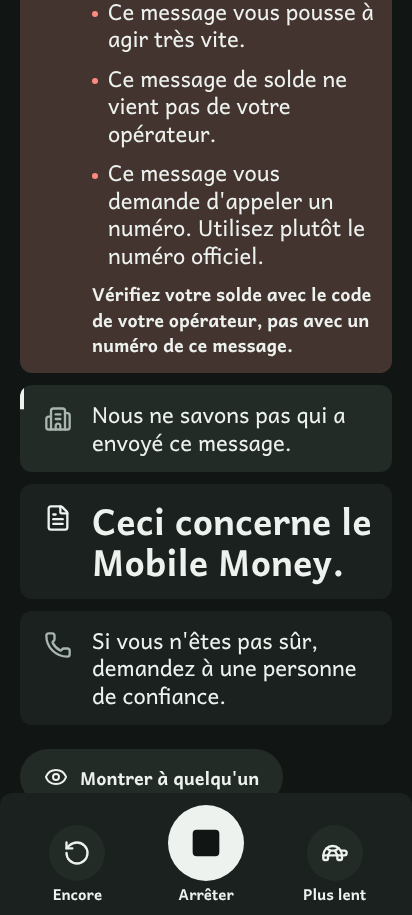 Ce message vous pousse à
agir très vite.
Ce message de solde ne
vient pas de votre
opérateur.
Ce message vous
demande d'appeler un
numéro. Utilisez plutôt le
numéro officiel.
Vérifiez votre solde avec le code
de votre opérateur, pas avec un
numéro de ce message.
Nous ne savons pas qui a
envoyé ce message.
Ceci concerne le
Mobile Money.
Si vous n'êtes pas sûr,
demandez à une personne
de confiance.
Montrer à quelqu'un
Encore
Arrêter
Plus lent